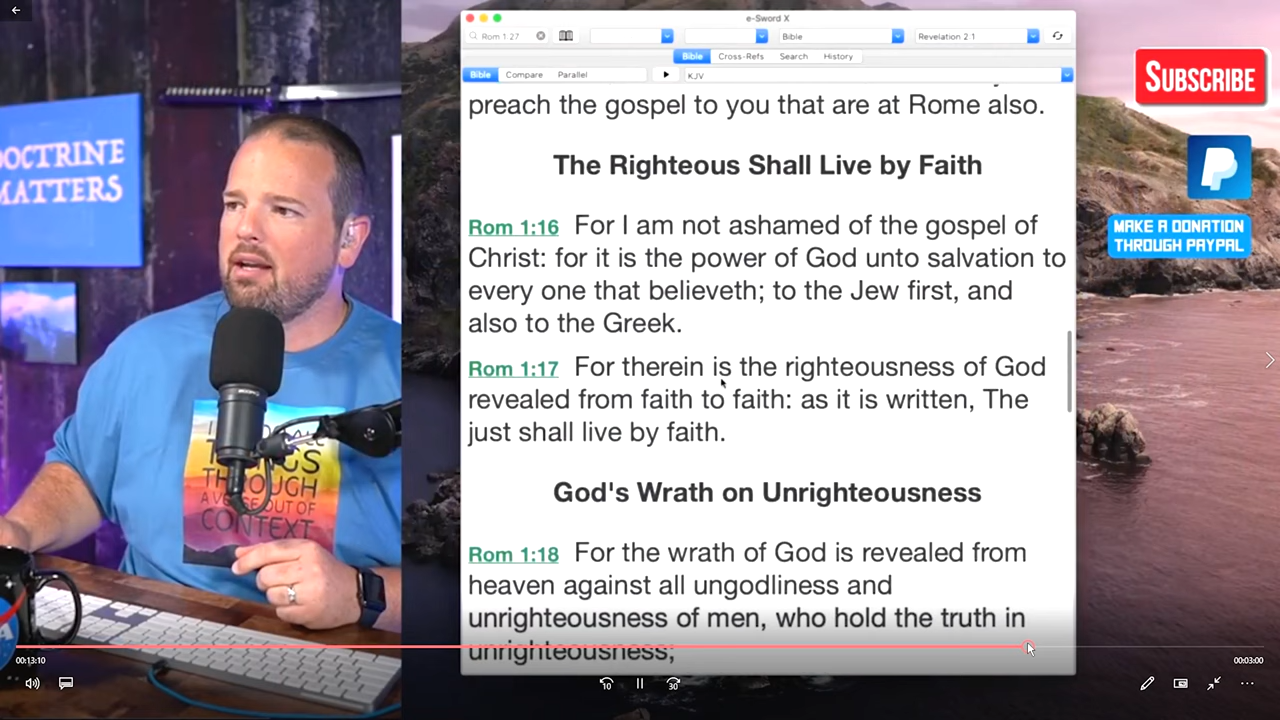 e-Sword X
Rom 1:27
Bible
Revelation 2:1
Bible Cross-Refs Search History
Bible Compare Parallel
KJV
preach the gospel to you that are at Rome also.
The Righteous Shall Live by Faith
Rom 1:16 For I am not ashamed of the gospel of
Christ: for it is the power of God unto salvation to
every one that believeth; to the Jew first, and
also to the Greek.
Rom 1:17 For therein is the righteousness of God
revealed from faith to faith: as it is written, The
just shall live by faith.
God's Wrath on Unrighteousness
Rom 1:18 For the wrath of God is revealed from
heaven against all ungodliness and
unrighteousness of men, who hold the truth in
unrighteousness;
SUBSCRIBE
MAKE A DONATION
THROUGH PAYPAL
DOCTRINE
MATTERS
THROUGH
A VERSE OUT OF
CONTEXT
00:13:10
00:03:00
10
30